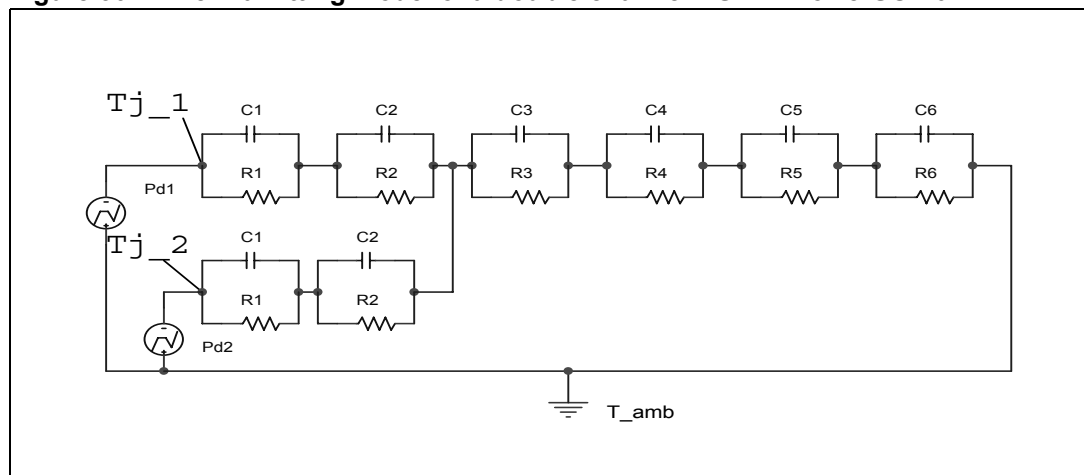 Tj_1
C1 C2 C3 C4 C5 C6
R1 R2 R3 R4 R5 R6
Pd1
Tj_2
C1 C2
R1 R2
Pd2
T_amb